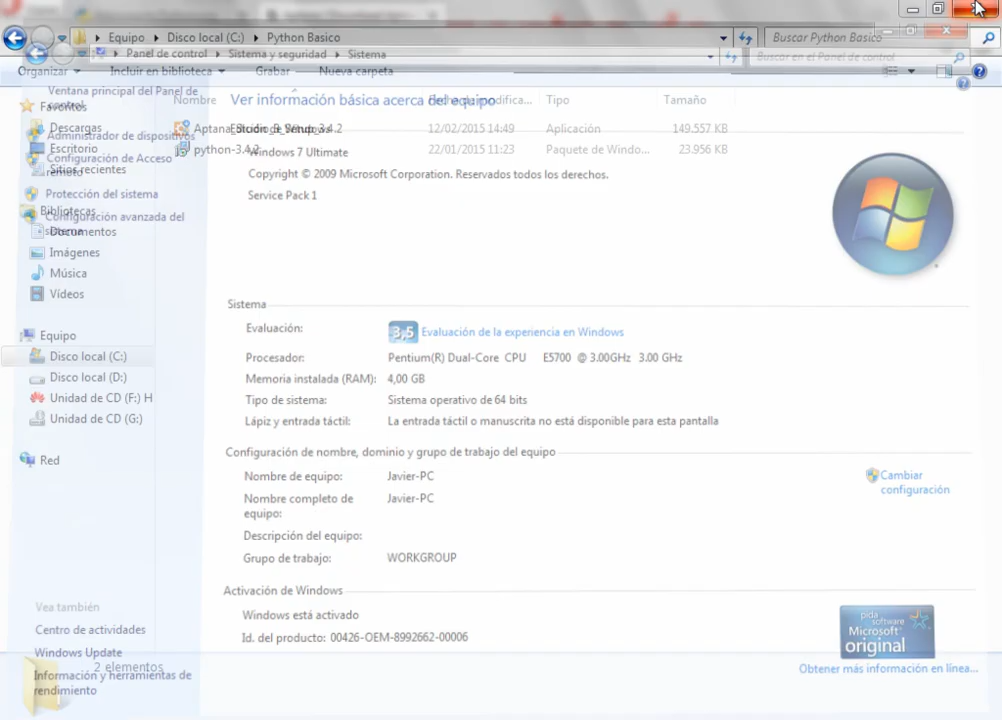 Equipo ▸ Disco local (C:) ▸ Python Basico
Buscar Python Basico
Panel de control ▸ Sistema y seguridad ▸ Sistema
Buscar en el Panel de control
Organizar Incluir en biblioteca Grabar Nueva carpeta
Ventana principal del Panel de control
Favoritos
Nombre
Ver información básica acerca del equipo
Tipo
Tamaño
Descargas
Administrador de dispositivos
Edición de Windows
12/02/2015 14:49 Aplicación 149.557 KB
Escritorio
python-3.4.2
Windows 7 Ultimate
22/01/2015 11:23 Paquete de Windo... 23.956 KB
Configuración de Acceso remoto
Sitios recientes
Copyright © 2009 Microsoft Corporation. Reservados todos los derechos.
Protección del sistema
Service Pack 1
Bibliotecas
Configuración avanzada del sistema
Documentos
Imágenes
Música
Vídeos
Sistema
Evaluación: 3,5 Evaluación de la experiencia en Windows
Equipo
Disco local (C:)
Procesador: Pentium(R) Dual-Core CPU E5700 @ 3.00GHz 3.00 GHz
Disco local (D:)
Memoria instalada (RAM): 4,00 GB
Unidad de CD (F:) H
Tipo de sistema: Sistema operativo de 64 bits
Unidad de CD (G:)
Lápiz y entrada táctil: La entrada táctil o manuscrita no está disponible para esta pantalla
Red
Configuración de nombre, dominio y grupo de trabajo del equipo
Nombre de equipo: Javier-PC
Cambiar
configuración
Nombre completo de Javier-PC
equipo:
Descripción del equipo:
Grupo de trabajo: WORKGROUP
Activación de Windows
Vea también
Windows está activado
Centro de actividades
Id. del producto: 00426-OEM-8992662-00006
pida
software
Microsoft
original
Windows Update
2 elementos
Obtener más información en línea...
Información y herramientas de
rendimiento